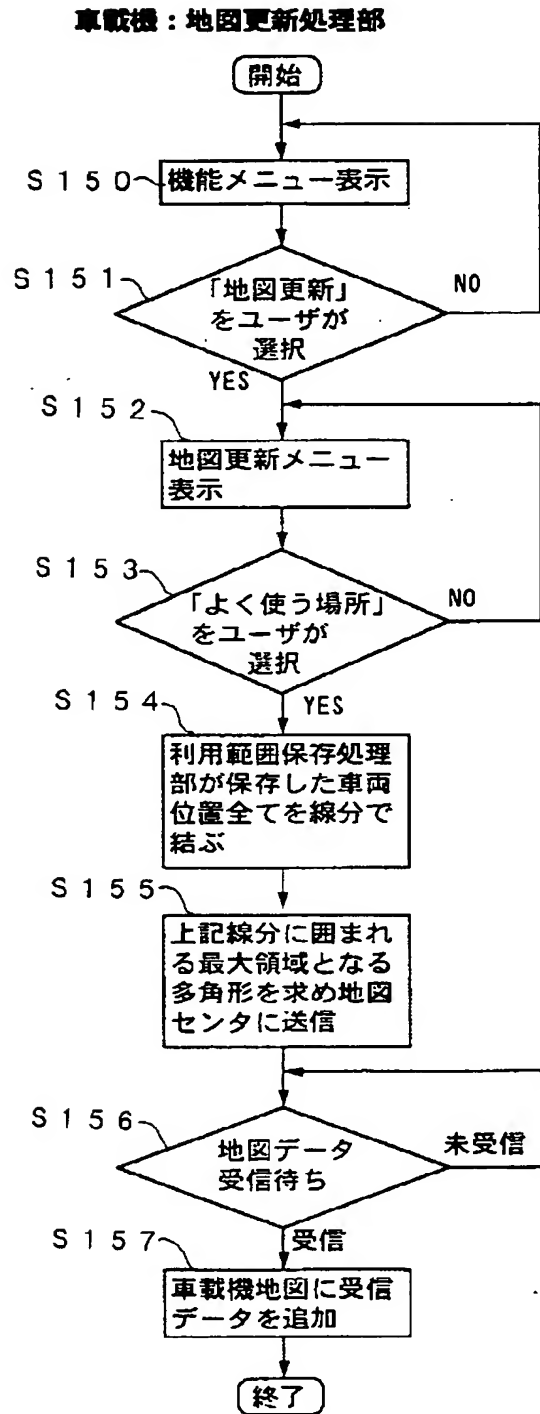 車載機：地図更新処理部
開始
S150
機能メニュー表示
S151
「地図更新」
をユーザが
選択
NO
YES
S152
地図更新メニュー
表示
S153
「よく使う場所」
をユーザが
選択
NO
YES
S154
利用範囲保存処理
部が保存した車両
位置全てを線分で
結ぶ
S155
上記線分に囲まれ
る最大領域となる
多角形を求め地図
センタに送信
S156
地図データ
受信待ち
未受信
受信
S157
車載機地図に受信
データを追加
終了